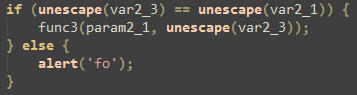 if (unescape(var2_3) == unescape(var2_1)) {
    func3(param2_1, unescape(var2_3));
} else {
    alert('fo');
}